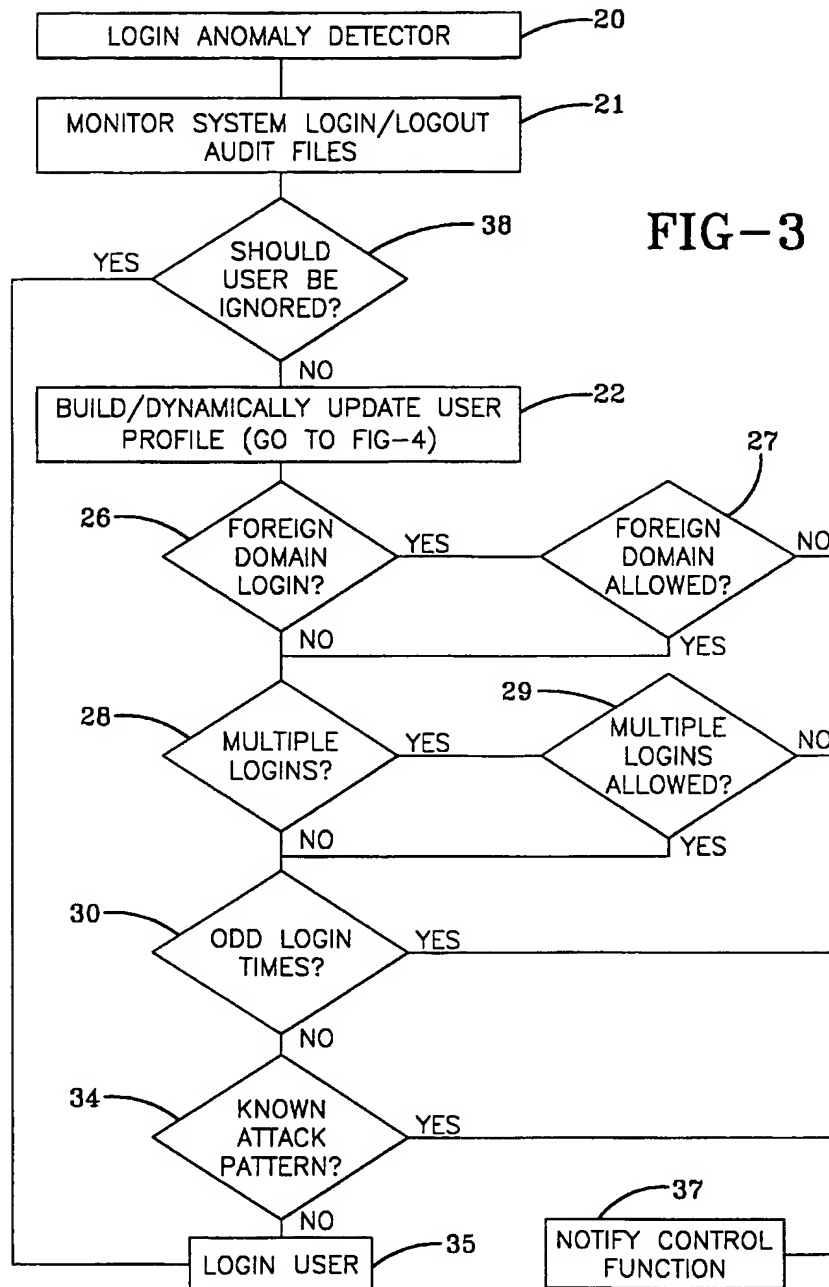 LOGIN ANOMALY DETECTOR
20
MONITOR SYSTEM LOGIN/LOGOUT
AUDIT FILES
21
FIG-3
38
YES
SHOULD
USER BE
IGNORED?
NO
BUILD/DYNAMICALLY UPDATE USER
PROFILE (GO TO FIG-4)
22
26
FOREIGN
DOMAIN
LOGIN?
YES
27
FOREIGN
DOMAIN
ALLOWED?
NO
NO
YES
28
MULTIPLE
LOGINS?
YES
29
MULTIPLE
LOGINS
ALLOWED?
NO
NO
YES
30
ODD LOGIN
TIMES?
YES
NO
34
KNOWN
ATTACK
PATTERN?
YES
NO
LOGIN USER
35
37
NOTIFY CONTROL
FUNCTION